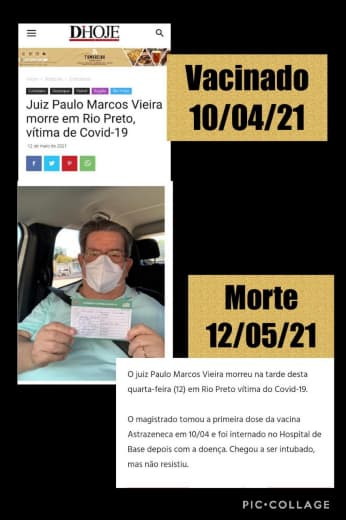 DHOJE
Juiz Paulo Marcos Vieira
morre em Rio Preto,
vítima de Covid-19
12 de maio de 2021
Vacinado
10/04/21
Morte
12/05/21
O juiz Paulo Marcos Vieira morreu na tarde desta
quarta-feira (12) em Rio Preto vítima do Covid-19.
O magistrado tomou a primeira dose da vacina
Astrazeneca em 10/04 e foi internado no Hospital de
Base depois com a doença. Chegou a ser intubado,
mas não resistiu.
PIC•COLLAGE